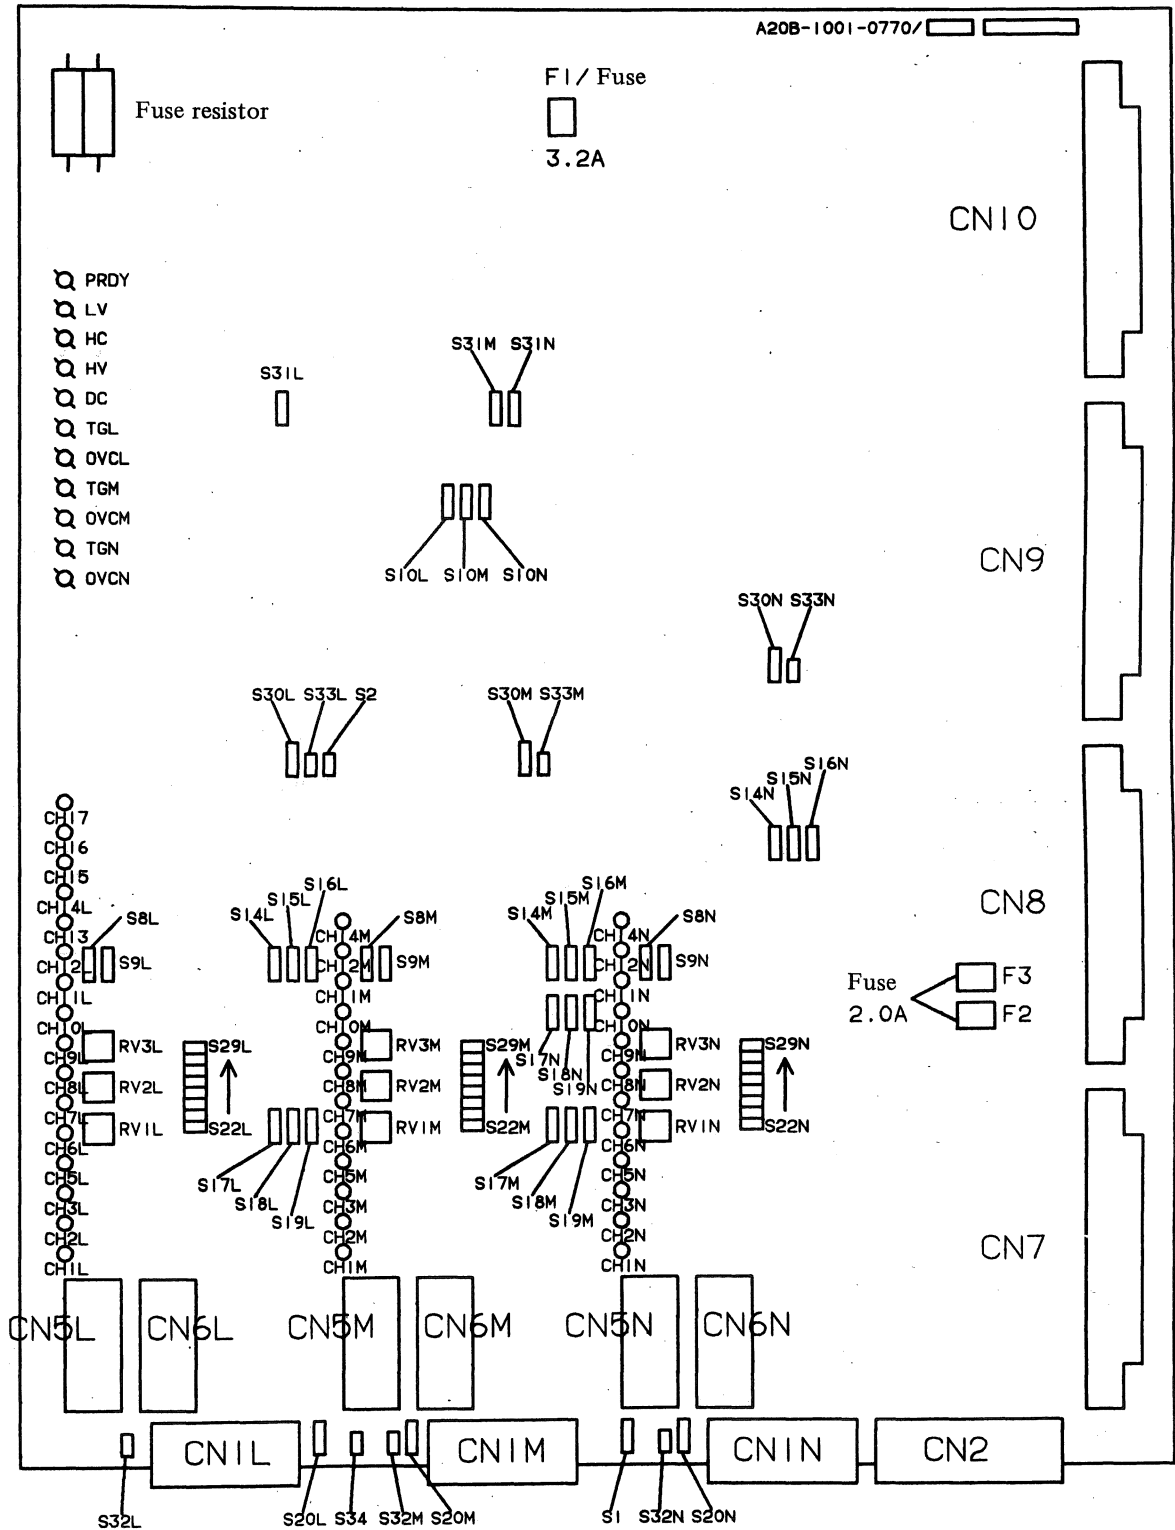 A20B-1001-0770/
F1/ Fuse
Fuse resistor
3.2A
CN10
PRDY
LV
HC
HV
DC
TGL
OVCL
TGM
OVCM
TGN
OVCN
S31M S31N
S31L
S10L S10M S10N
CN9
S30N S33N
S30L S33L S2
S30M S33M
S16N
S15N
S14N
CH17
CH16
CH15
CH14L
CH13
CH12L
CH11L
CH10L
CH9L
CH8L
CH7L
CH6L
CH5L
CH3L
CH2L
CH1L
S8L
S9L
RV3L
RV2L
RV1L
S29L
S22L
S16L
S15L
S14L
S17L
S18L
S19L
CH14M
CH12M
CH11M
CH10M
CH9M
CH8M
CH7M
CH6M
CH5M
CH3M
CH2M
CH1M
S8M
S9M
RV3M
RV2M
RV1M
S29M
S22M
S16M
S15M
S14M
S17N
S18N
S19N
S17M
S18M
S19M
CH14N
CH12N
CH11N
CH10N
CH9N
CH8N
CH7N
CH6N
CH5N
CH3N
CH2N
CH1N
S8N
S9N
RV3N
RV2N
RV1N
S29N
S22N
CN8
Fuse
2.0A
F3
F2
CN7
CN5L CN6L CN5M CN6M CN5N CN6N
CN1L CN1M CN1N CN2
S32L S20L S34 S32M S20M S1 S32N S20N